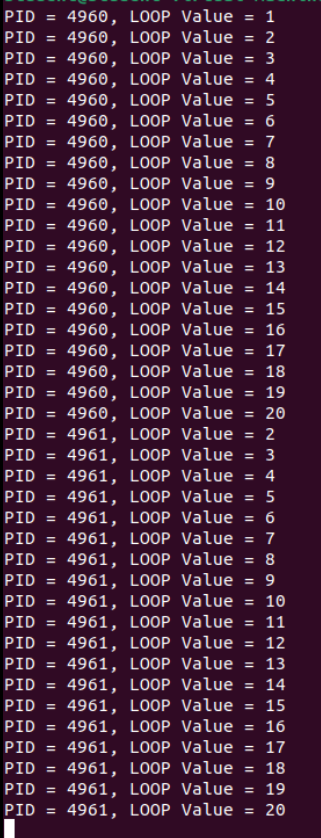 PID = 4960, LOOP Value = 1
PID = 4960, LOOP Value = 2
PID = 4960, LOOP Value = 3
PID = 4960, LOOP Value = 4
PID = 4960, LOOP Value = 5
PID = 4960, LOOP Value = 6
PID = 4960, LOOP Value = 7
PID = 4960, LOOP Value = 8
PID = 4960, LOOP Value = 9
PID = 4960, LOOP Value = 10
PID = 4960, LOOP Value = 11
PID = 4960, LOOP Value = 12
PID = 4960, LOOP Value = 13
PID = 4960, LOOP Value = 14
PID = 4960, LOOP Value = 15
PID = 4960, LOOP Value = 16
PID = 4960, LOOP Value = 17
PID = 4960, LOOP Value = 18
PID = 4960, LOOP Value = 19
PID = 4960, LOOP Value = 20
PID = 4961, LOOP Value = 2
PID = 4961, LOOP Value = 3
PID = 4961, LOOP Value = 4
PID = 4961, LOOP Value = 5
PID = 4961, LOOP Value = 6
PID = 4961, LOOP Value = 7
PID = 4961, LOOP Value = 8
PID = 4961, LOOP Value = 9
PID = 4961, LOOP Value = 10
PID = 4961, LOOP Value = 11
PID = 4961, LOOP Value = 12
PID = 4961, LOOP Value = 13
PID = 4961, LOOP Value = 14
PID = 4961, LOOP Value = 15
PID = 4961, LOOP Value = 16
PID = 4961, LOOP Value = 17
PID = 4961, LOOP Value = 18
PID = 4961, LOOP Value = 19
PID = 4961, LOOP Value = 20